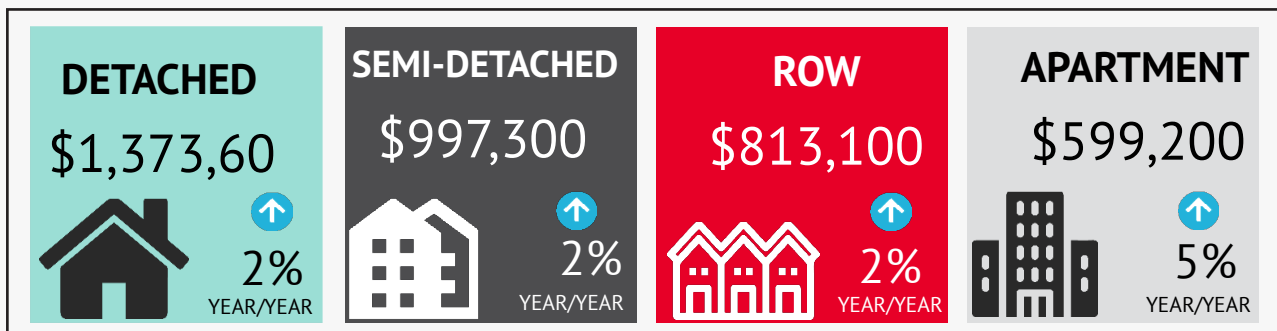 DETACHED
$1,373,60
2%
YEAR/YEAR
SEMI-DETACHED
$997,300
2%
YEAR/YEAR
ROW
$813,100
2%
YEAR/YEAR
APARTMENT
$599,200
5%
YEAR/YEAR